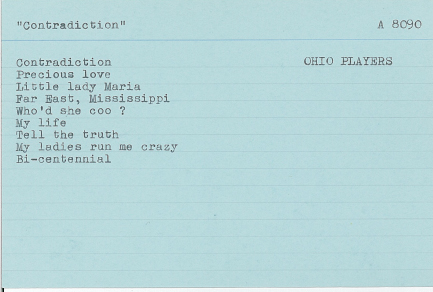 "Contradiction" A 8090
Contradiction OHIO PLAYERS
Precious love
Little lady Maria
Far East, Mississippi
Who'd she coo ?
My life
Tell the truth
My ladies run me crazy
Bi-centennial